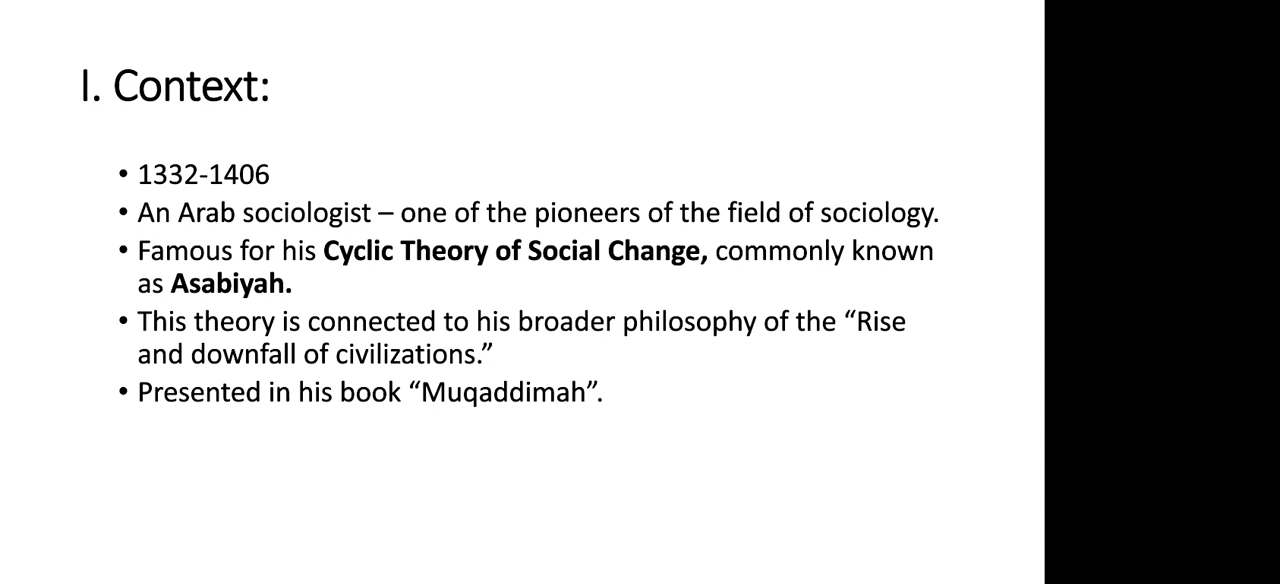 I. Context:
• 1332-1406
• An Arab sociologist – one of the pioneers of the field of sociology.
• Famous for his Cyclic Theory of Social Change, commonly known
as Asabiyah.
• This theory is connected to his broader philosophy of the “Rise
and downfall of civilizations.”
• Presented in his book “Muqaddimah”.